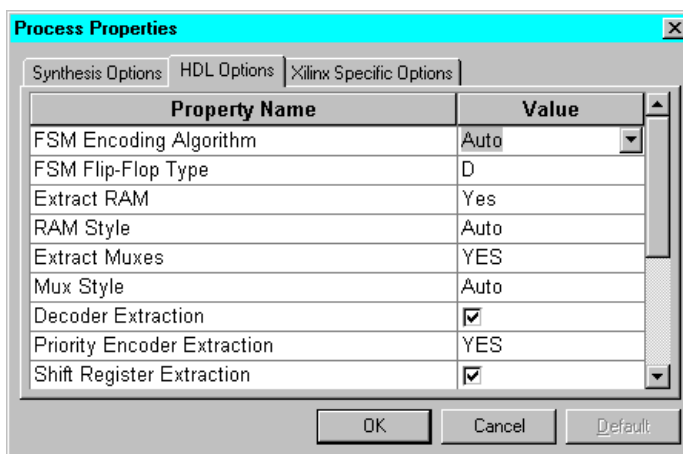 Process Properties
Synthesis Options HDL Options Xilinx Specific Options
Property Name Value
FSM Encoding Algorithm Auto
FSM Flip-Flop Type D
Extract RAM Yes
RAM Style Auto
Extract Muxes YES
Mux Style Auto
Decoder Extraction
Priority Encoder Extraction YES
Shift Register Extraction
OK Cancel Default